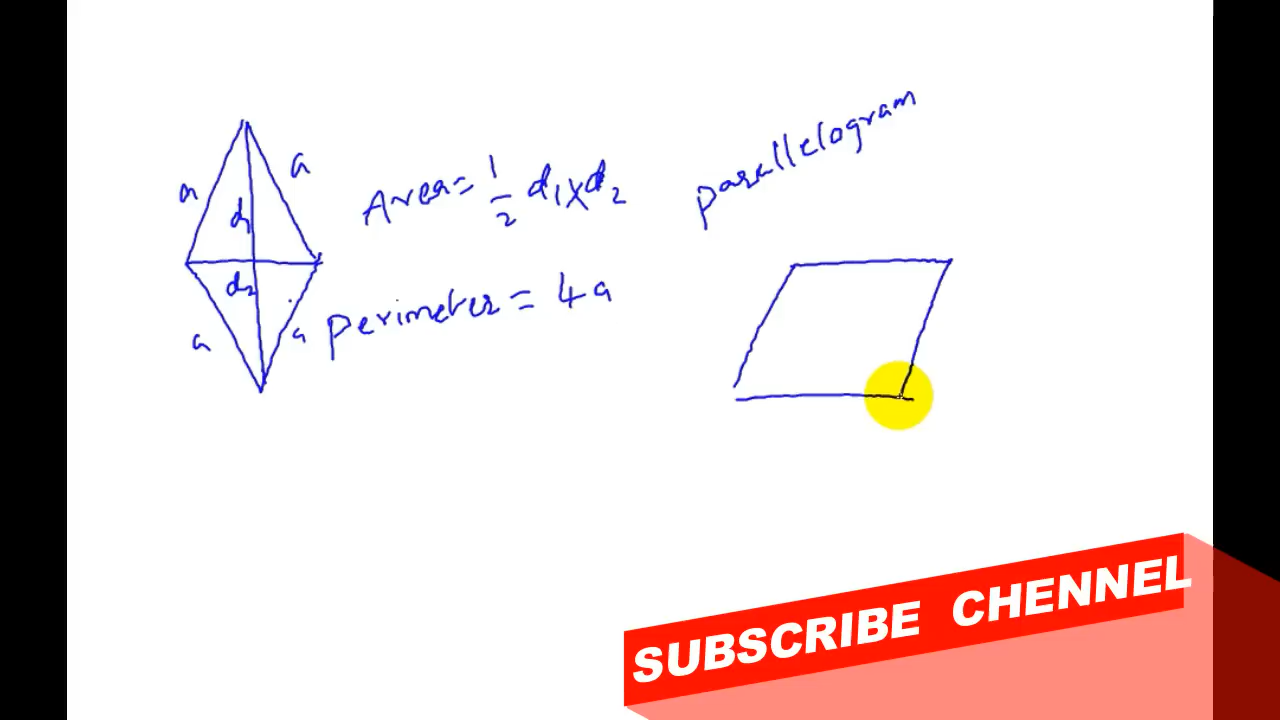 a
a
d1
d2
a
a
Area = 1/2 d1 x d2
perimeter = 4a
parallelogram
SUBSCRIBE CHENNEL